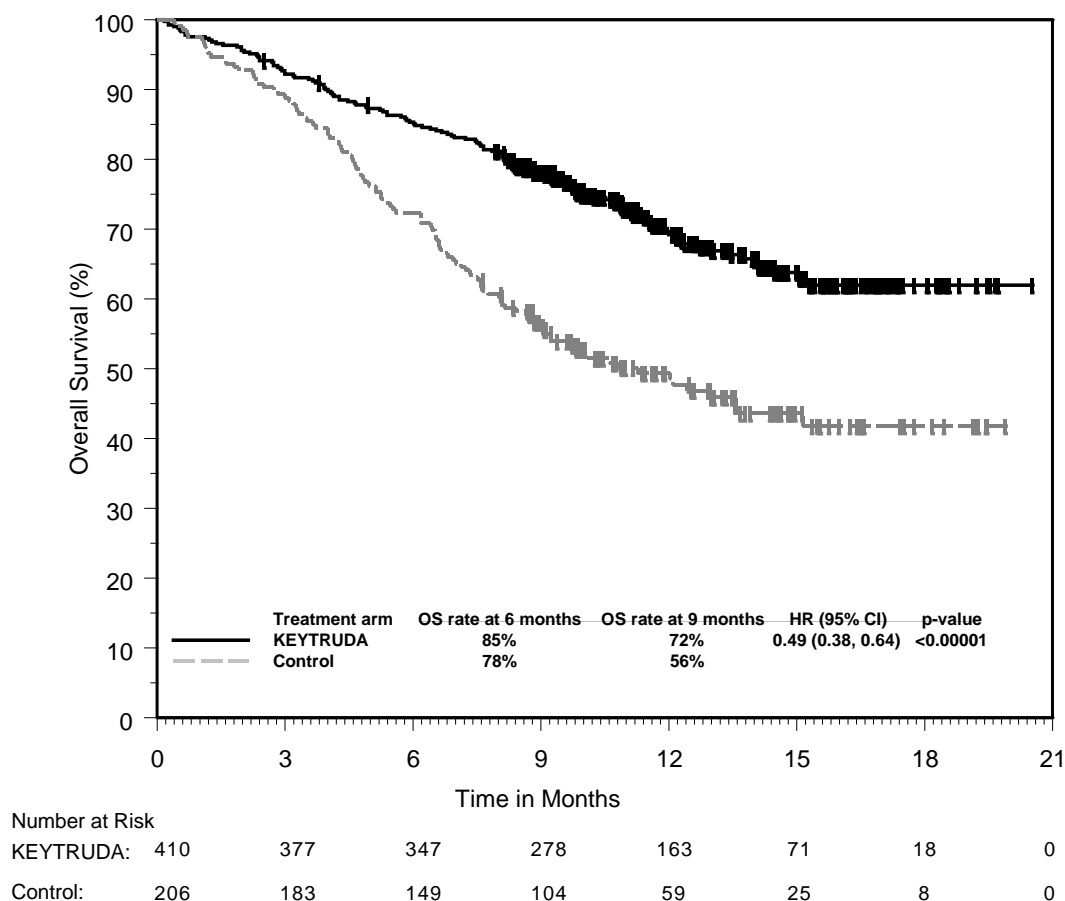 100
90
80
70
60
50
40
30
20
10
0
Overall Survival (%)
Treatment arm OS rate at 6 months OS rate at 9 months HR (95% CI) p-value
KEYTRUDA 85% 72% 0.49 (0.38, 0.64) <0.00001
Control 78% 56%
0 3 6 9 12 15 18 21
Time in Months
Number at Risk
KEYTRUDA: 410 377 347 278 163 71 18 0
Control: 206 183 149 104 59 25 8 0